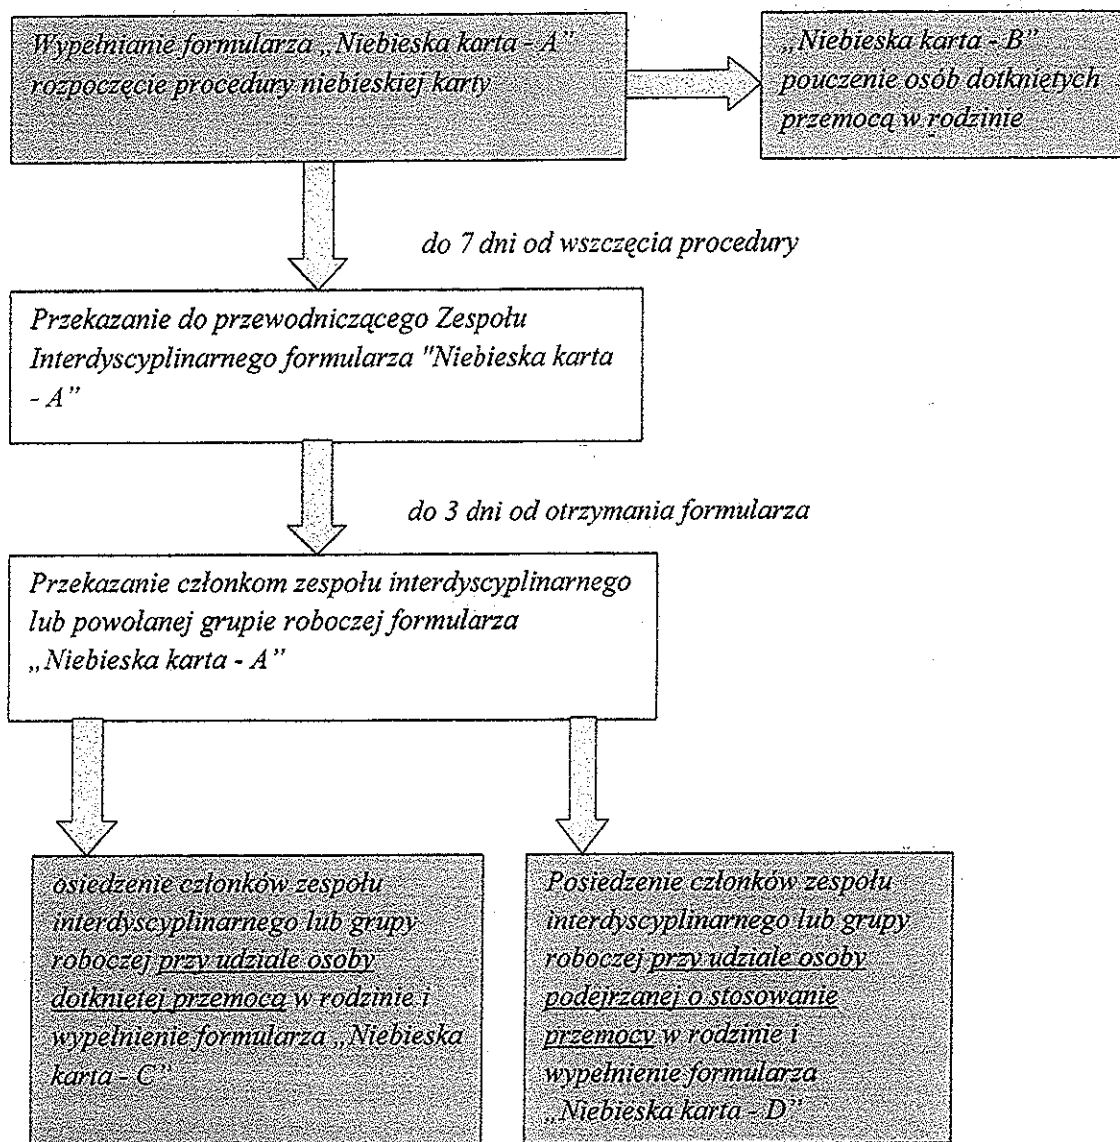 Wypełnianie formularza „Niebieska karta - A”
rozpoczęcie procedury niebieskiej karty
„Niebieska karta - B”
pouczenie osób dotkniętych
przemocą w rodzinie
do 7 dni od wszczęcia procedury
Przekazanie do przewodniczącego Zespołu
Interdyscyplinarnego formularza "Niebieska karta
- A”
do 3 dni od otrzymania formularza
Przekazanie członkom zespołu interdyscyplinarnego
lub powołanej grupie roboczej formularza
„Niebieska karta - A”
osiedzenie członków zespołu
interdyscyplinarnego lub grupy
roboczej przy udziale osoby
dotkniętej przemocą w rodzinie i
wypełnienie formularza „Niebieska
karta - C”
Posiedzenie członków zespołu
interdyscyplinarnego lub grupy
roboczej przy udziale osoby
podejrzanej o stosowanie
przemocy w rodzinie i
wypełnienie formularza
„Niebieska karta - D”